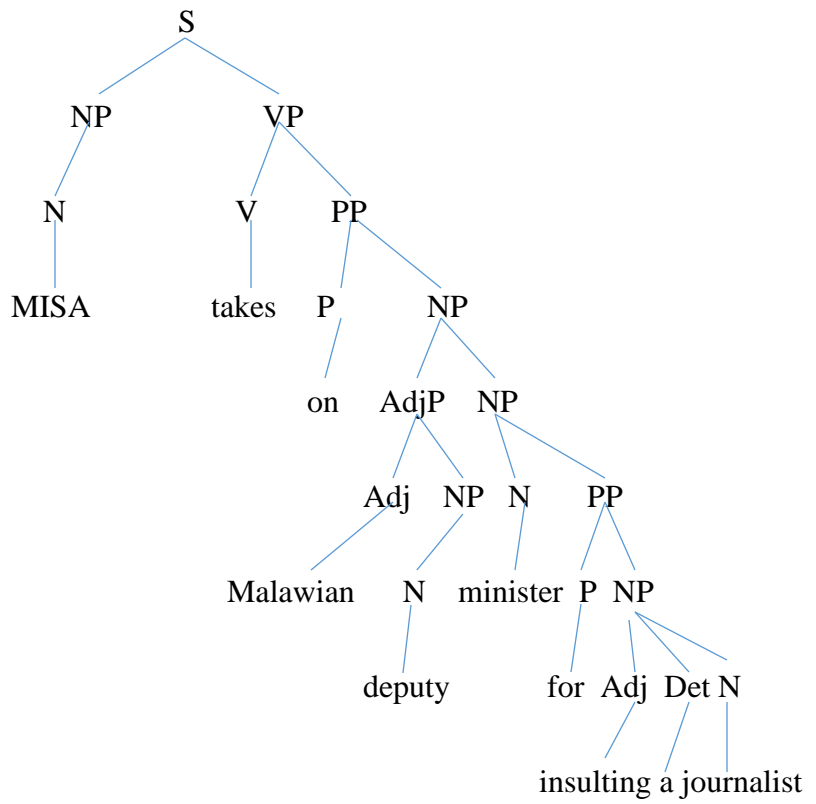 S
NP VP
N V PP
MISA takes P NP
on AdjP NP
Adj NP N PP
Malawian N minister P NP
deputy for Adj Det N
insulting a journalist